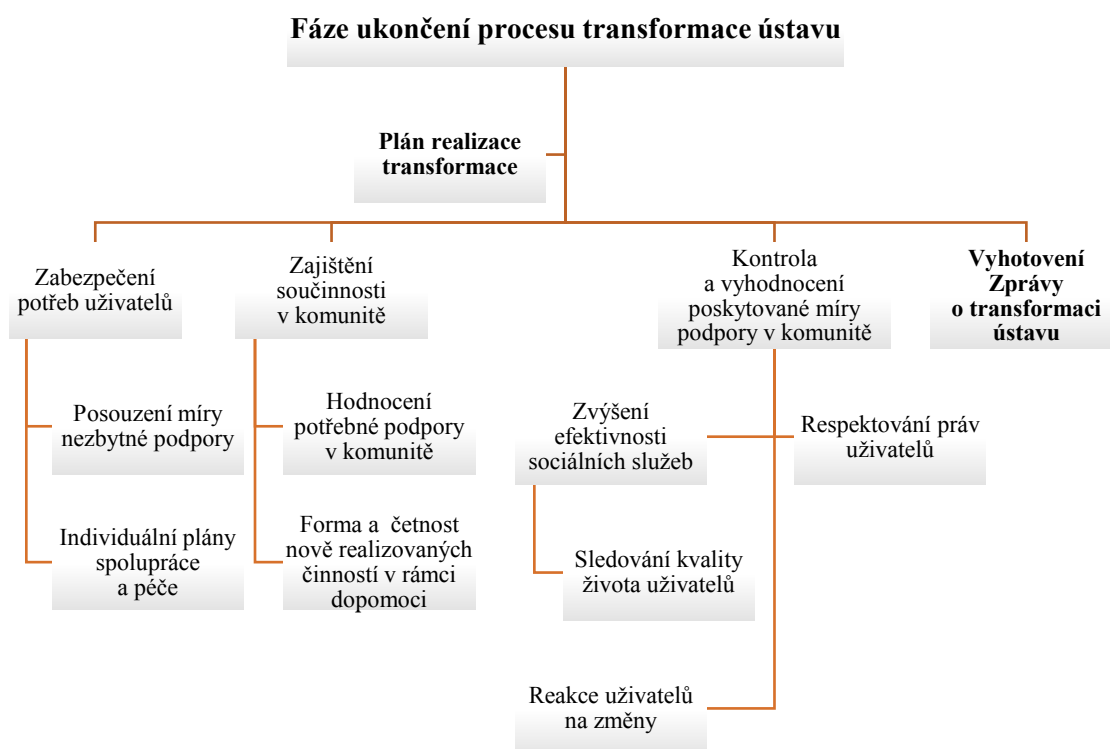 Fáze ukončení procesu transformace ústavu
Plán realizace
transformace
Zabezpečení
potřeb uživatelů
Zajištění
součinnosti
v komunitě
Kontrola
a vyhodnocení
poskytované míry
podpory v komunitě
Vyhotovení
Zprávy
o transformaci
ústavu
Posouzení míry
nezbytné podpory
Hodnocení
potřebné podpory
v komunitě
Zvýšení
efektivnosti
sociálních služeb
Respektování práv
uživatelů
Individuální plány
spolupráce
a péče
Forma a četnost
nově realizovaných
činností v rámci
dopomoci
Sledování kvality
života uživatelů
Reakce uživatelů
na změny